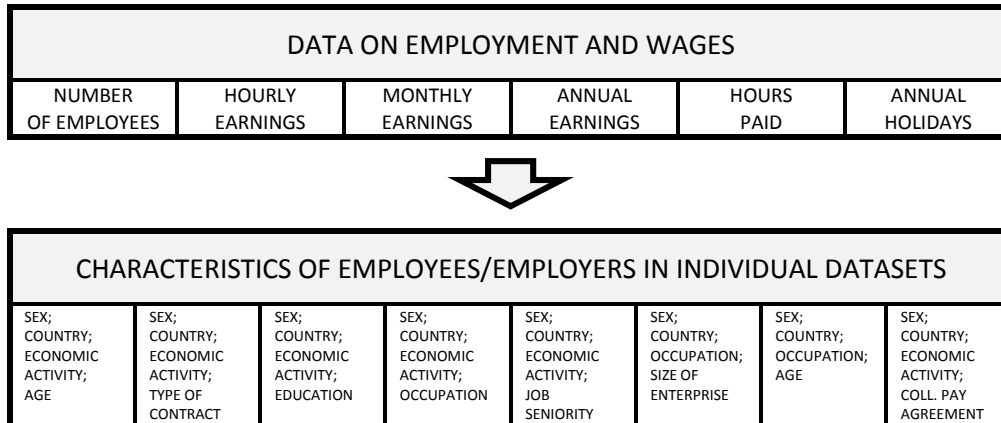 DATA ON EMPLOYMENT AND WAGES
NUMBER
OF EMPLOYEES
HOURLY
EARNINGS
MONTHLY
EARNINGS
ANNUAL
EARNINGS
HOURS
PAID
ANNUAL
HOLIDAYS
CHARACTERISTICS OF EMPLOYEES/EMPLOYERS IN INDIVIDUAL DATASETS
SEX;
COUNTRY;
ECONOMIC
ACTIVITY;
AGE
SEX;
COUNTRY;
ECONOMIC
ACTIVITY;
TYPE OF
CONTRACT
SEX;
COUNTRY;
ECONOMIC
ACTIVITY;
EDUCATION
SEX;
COUNTRY;
ECONOMIC
ACTIVITY;
OCCUPATION
SEX;
COUNTRY;
ECONOMIC
ACTIVITY;
JOB
SENIORITY
SEX;
COUNTRY;
OCCUPATION;
SIZE OF
ENTERPRISE
SEX;
COUNTRY;
OCCUPATION;
AGE
SEX;
COUNTRY;
ECONOMIC
ACTIVITY;
COLL. PAY
AGREEMENT